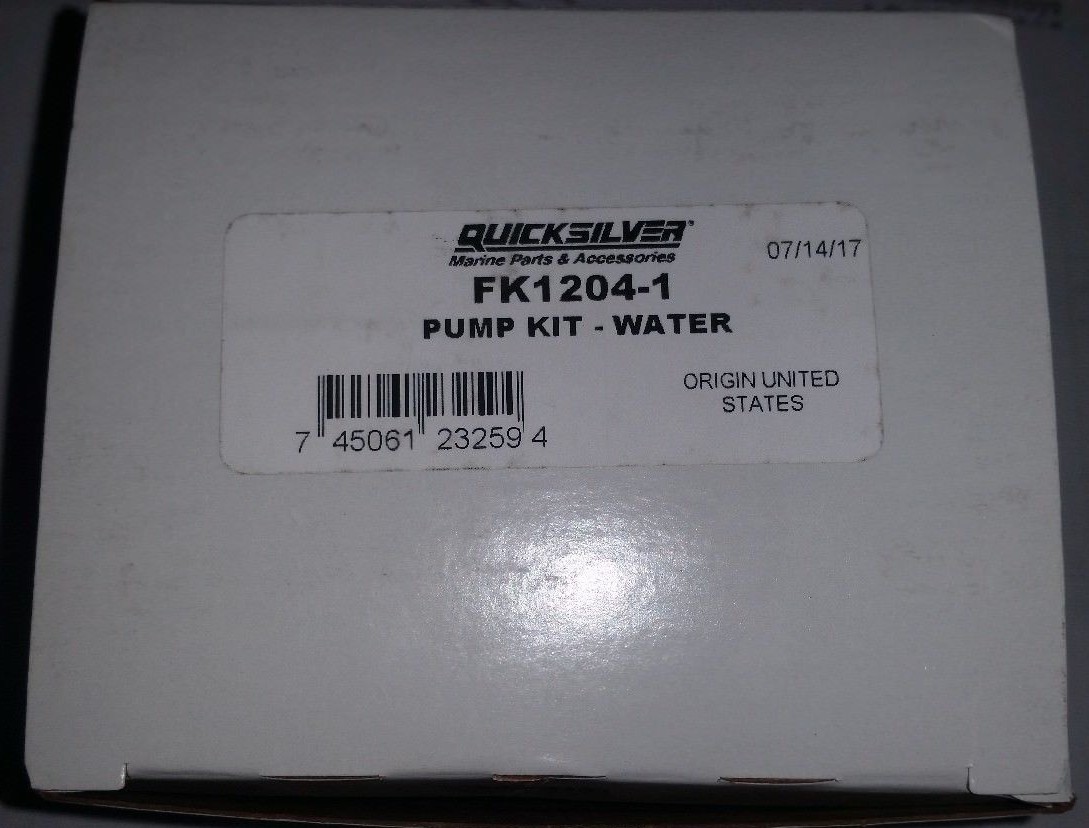 QUICKSILVER
Marine Parts & Accessories
07/14/17
FK1204-1
PUMP KIT - WATER
ORIGIN UNITED
STATES
7 45061 23259 4